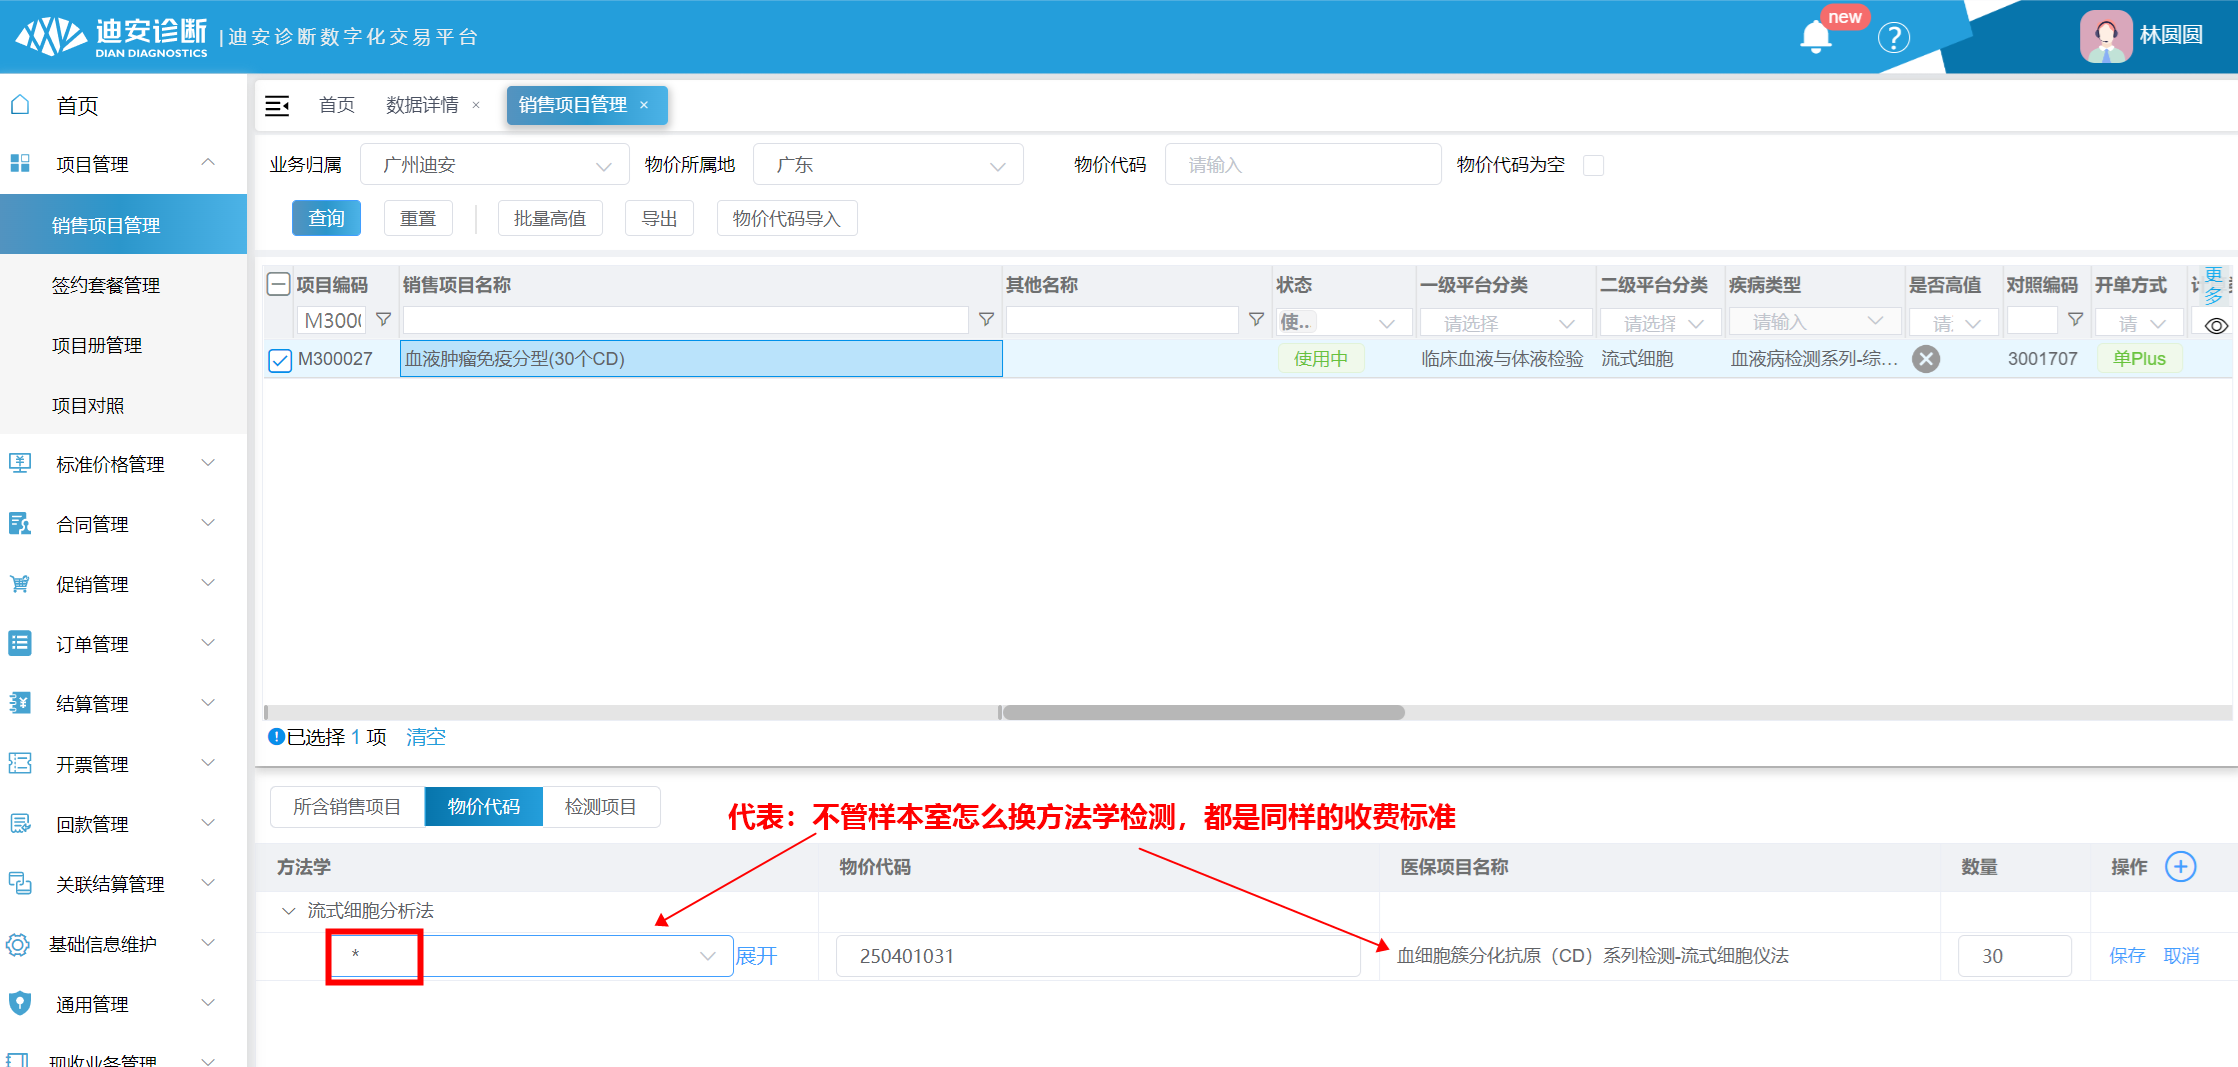 迪安诊断
DIAN DIAGNOSTICS
|迪安诊断数字化交易平台
new
?
林圆圆
首页
项目管理
销售项目管理
签约套餐管理
项目册管理
项目对照
标准价格管理
合同管理
促销管理
订单管理
结算管理
开票管理
回款管理
关联结算管理
基础信息维护
通用管理
现收业务管理
首页 数据详情 × 销售项目管理 ×
业务归属 广州迪安 物价所属地 广东 物价代码 请输入 物价代码为空
查询 重置 批量高值 导出 物价代码导入
项目编码 销售项目名称 其他名称 状态 一级平台分类 二级平台分类 疾病类型 是否高值 对照编码 开单方式 更多
M300 使... 请选择 请选择 请输入 请 请
M300027 血液肿瘤免疫分型(30个CD) 使用中 临床血液与体液检验 流式细胞 血液病检测系列-综... 3001707 单Plus
已选择 1 项 清空
所含销售项目 物价代码 检测项目
代表：不管样本室怎么换方法学检测，都是同样的收费标准
方法学 物价代码 医保项目名称 数量 操作
流式细胞分析法
* 展开 250401031 血细胞簇分化抗原（CD）系列检测-流式细胞仪法 30 保存 取消